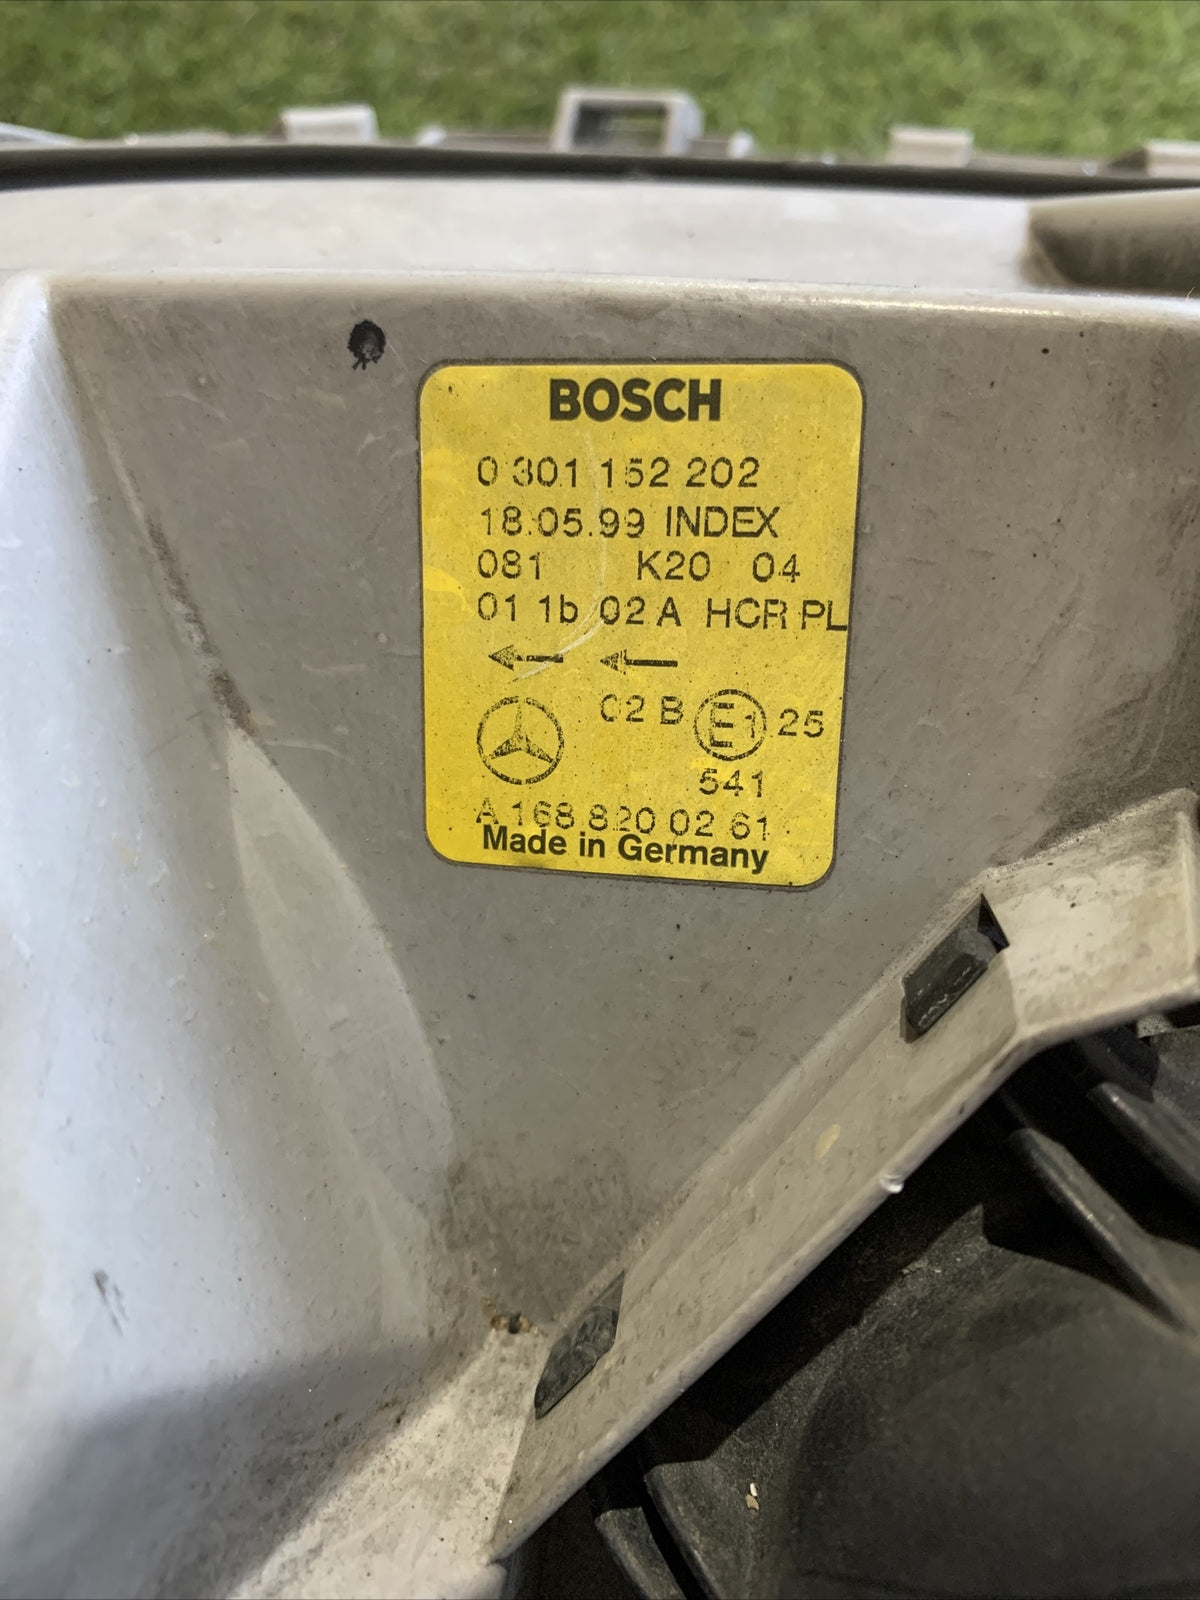 BOSCH
0 301 152 202
18.05.99 INDEX
081 K20 04
01 1b 02 A HCR PL
02 B E1 25
541
A 168 820 02 61
Made in Germany